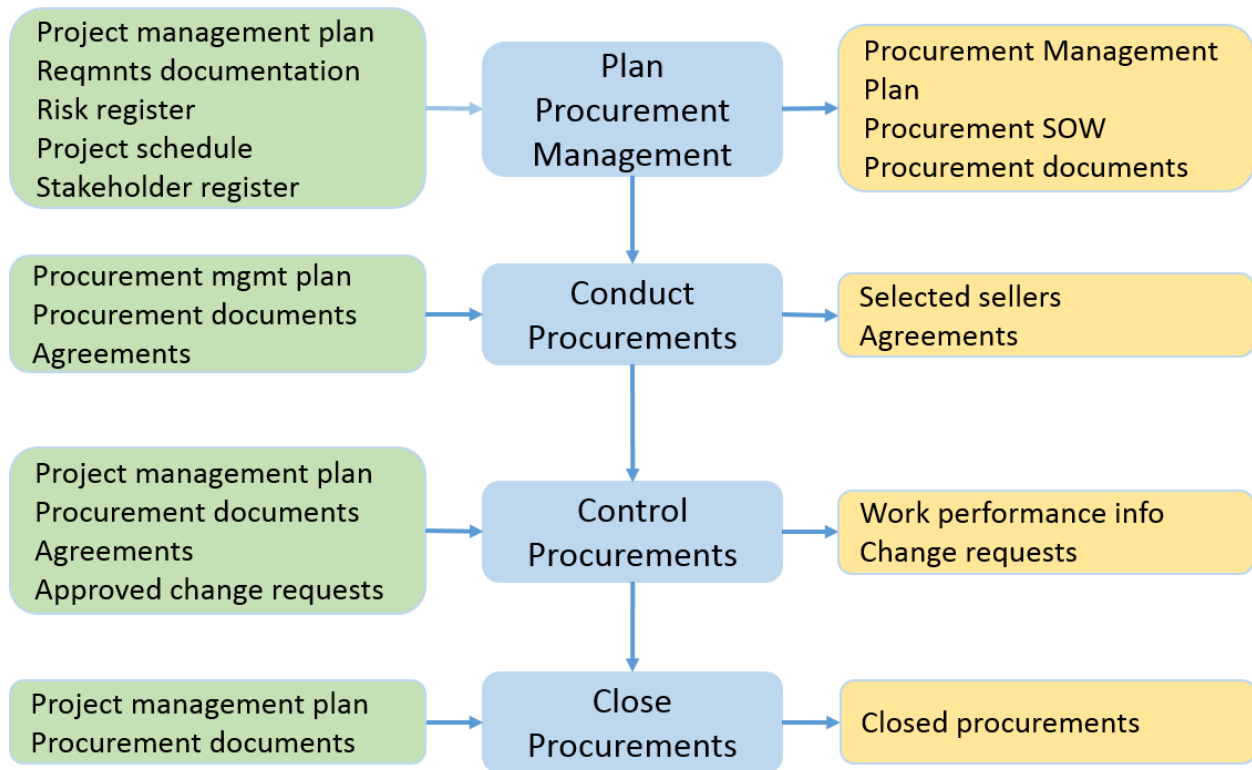 Project management plan
Reqmnts documentation
Risk register
Project schedule
Stakeholder register
Plan
Procurement
Management
Procurement Management
Plan
Procurement SOW
Procurement documents
Procurement mgmt plan
Procurement documents
Agreements
Conduct
Procurements
Selected sellers
Agreements
Project management plan
Procurement documents
Agreements
Approved change requests
Control
Procurements
Work performance info
Change requests
Project management plan
Procurement documents
Close
Procurements
Closed procurements